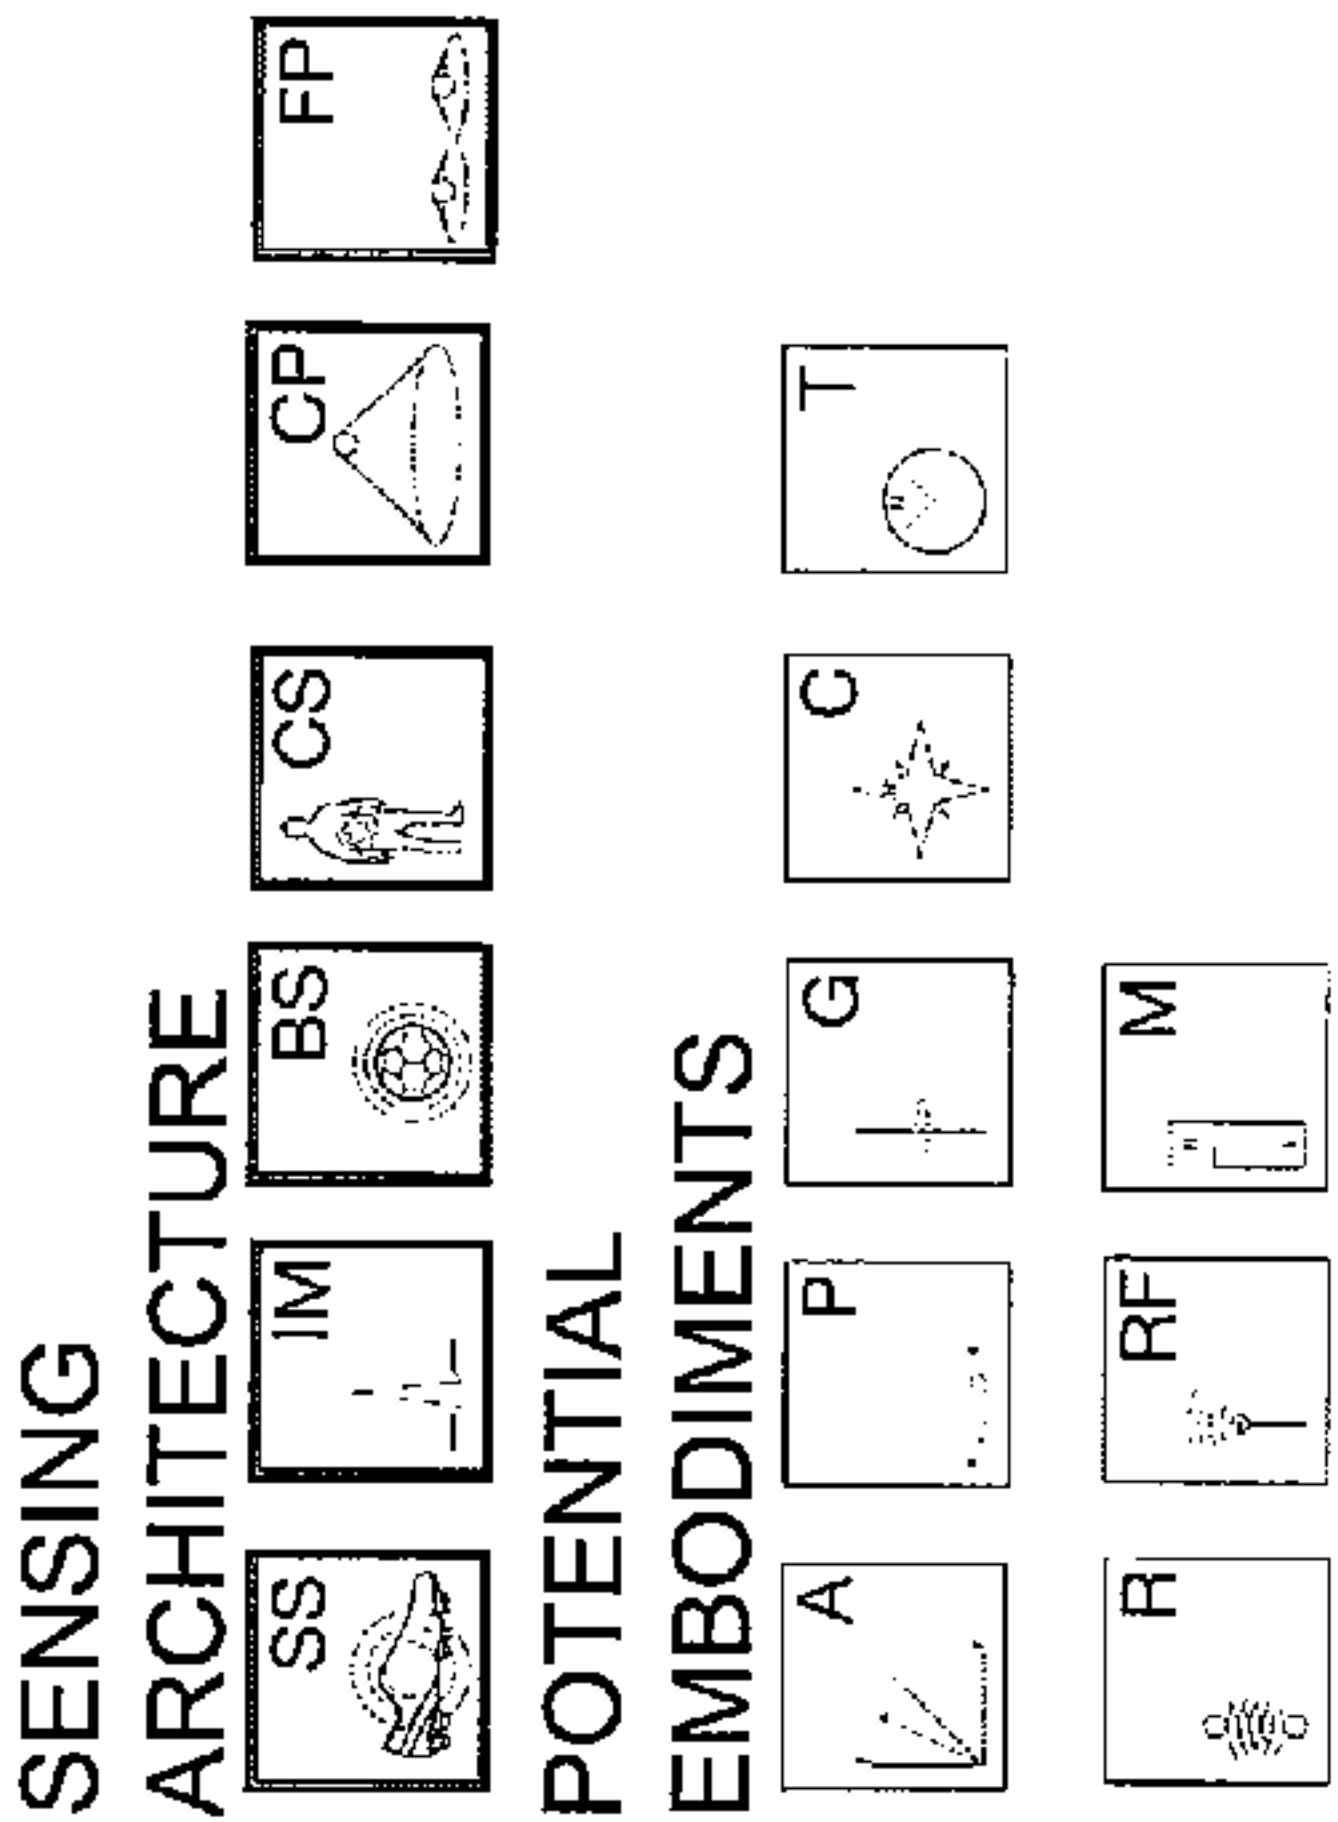 SENSING
ARCHITECTURE
SS IM BS CS CP FP
POTENTIAL
EMBODIMENTS
A P G C T
R RF M